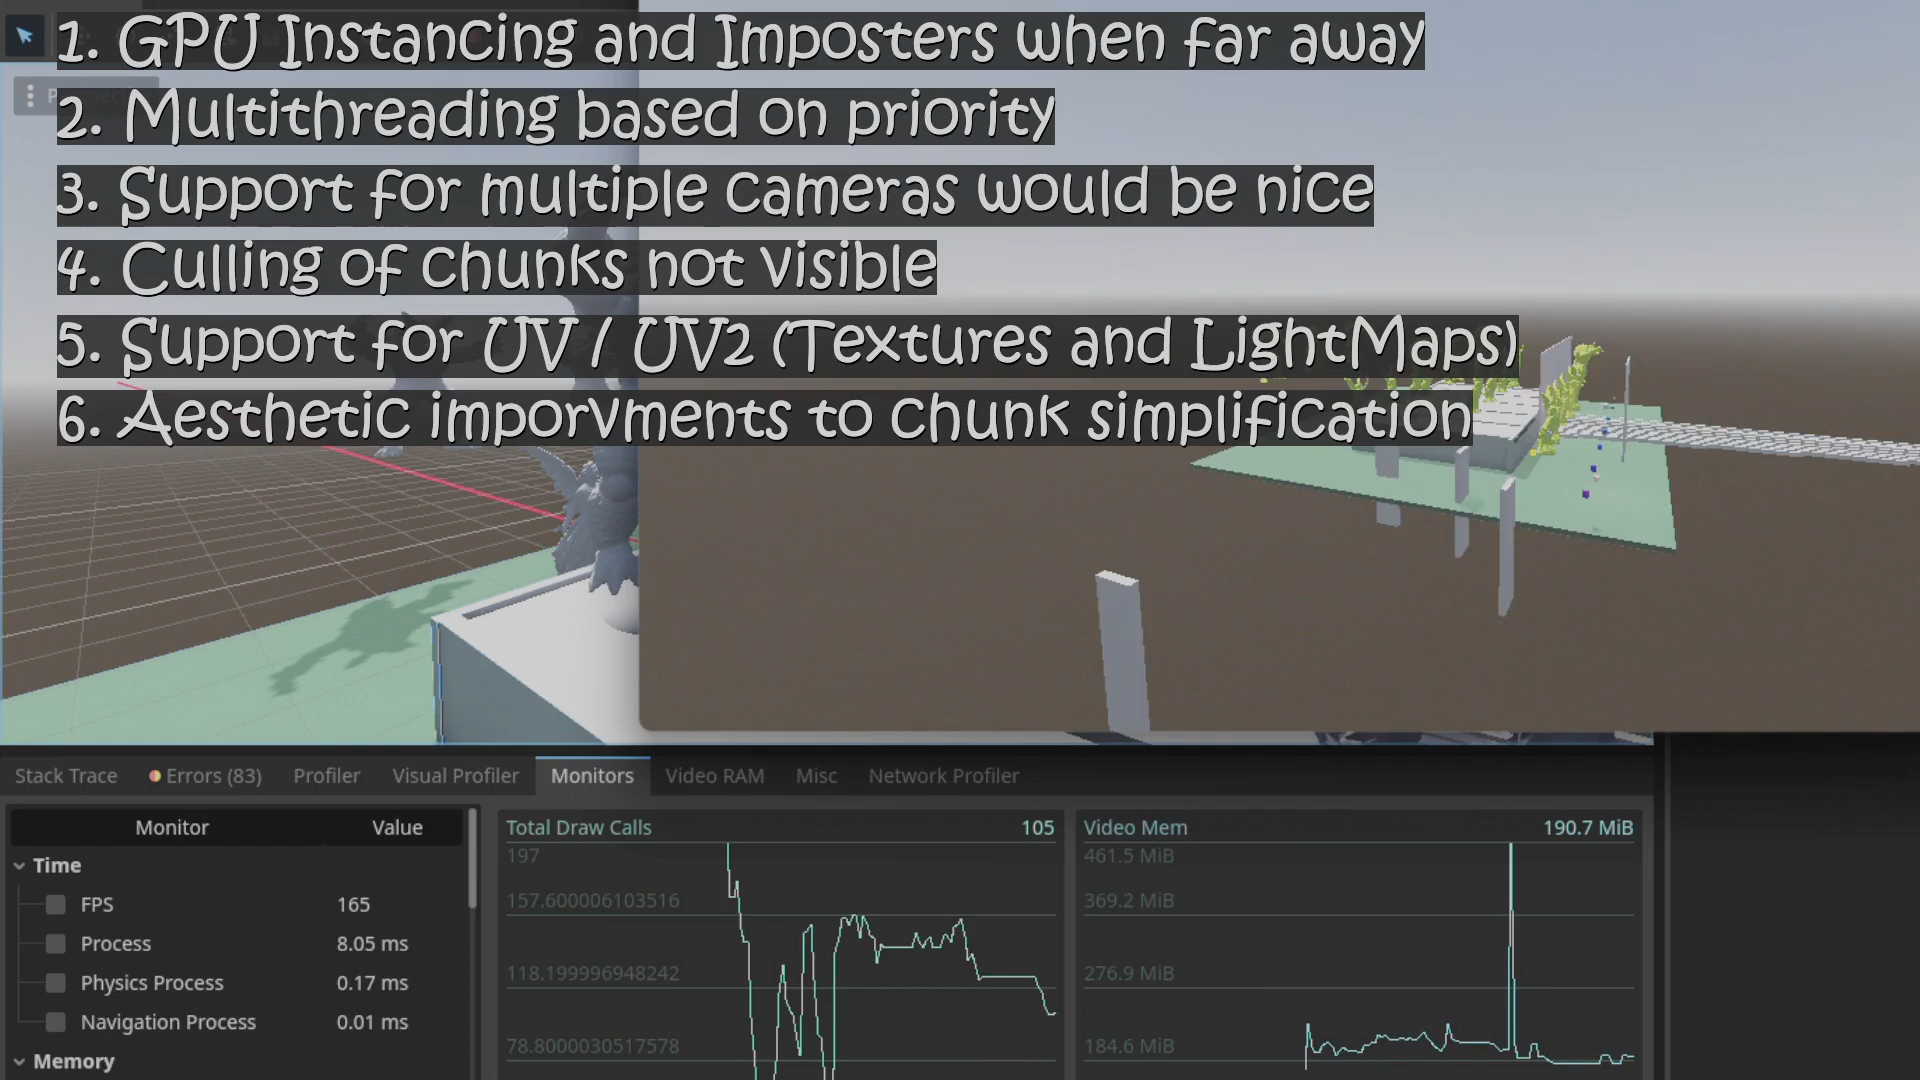 1. GPU Instancing and Imposters when far away
2. Multithreading based on priority
3. Support for multiple cameras would be nice
4. Culling of chunks not visible
5. Support for UV / UV2 (Textures and LightMaps)
6. Aesthetic imporvments to chunk simplification
Stack Trace Errors (83) Profiler Visual Profiler Monitors Video RAM Misc Network Profiler
Monitor Value
Time
FPS 165
Process 8.05 ms
Physics Process 0.17 ms
Navigation Process 0.01 ms
Memory
Total Draw Calls 105
197
157.600006103516
118.199996948242
78.8000030517578
Video Mem 190.7 MiB
461.5 MiB
369.2 MiB
276.9 MiB
184.6 MiB